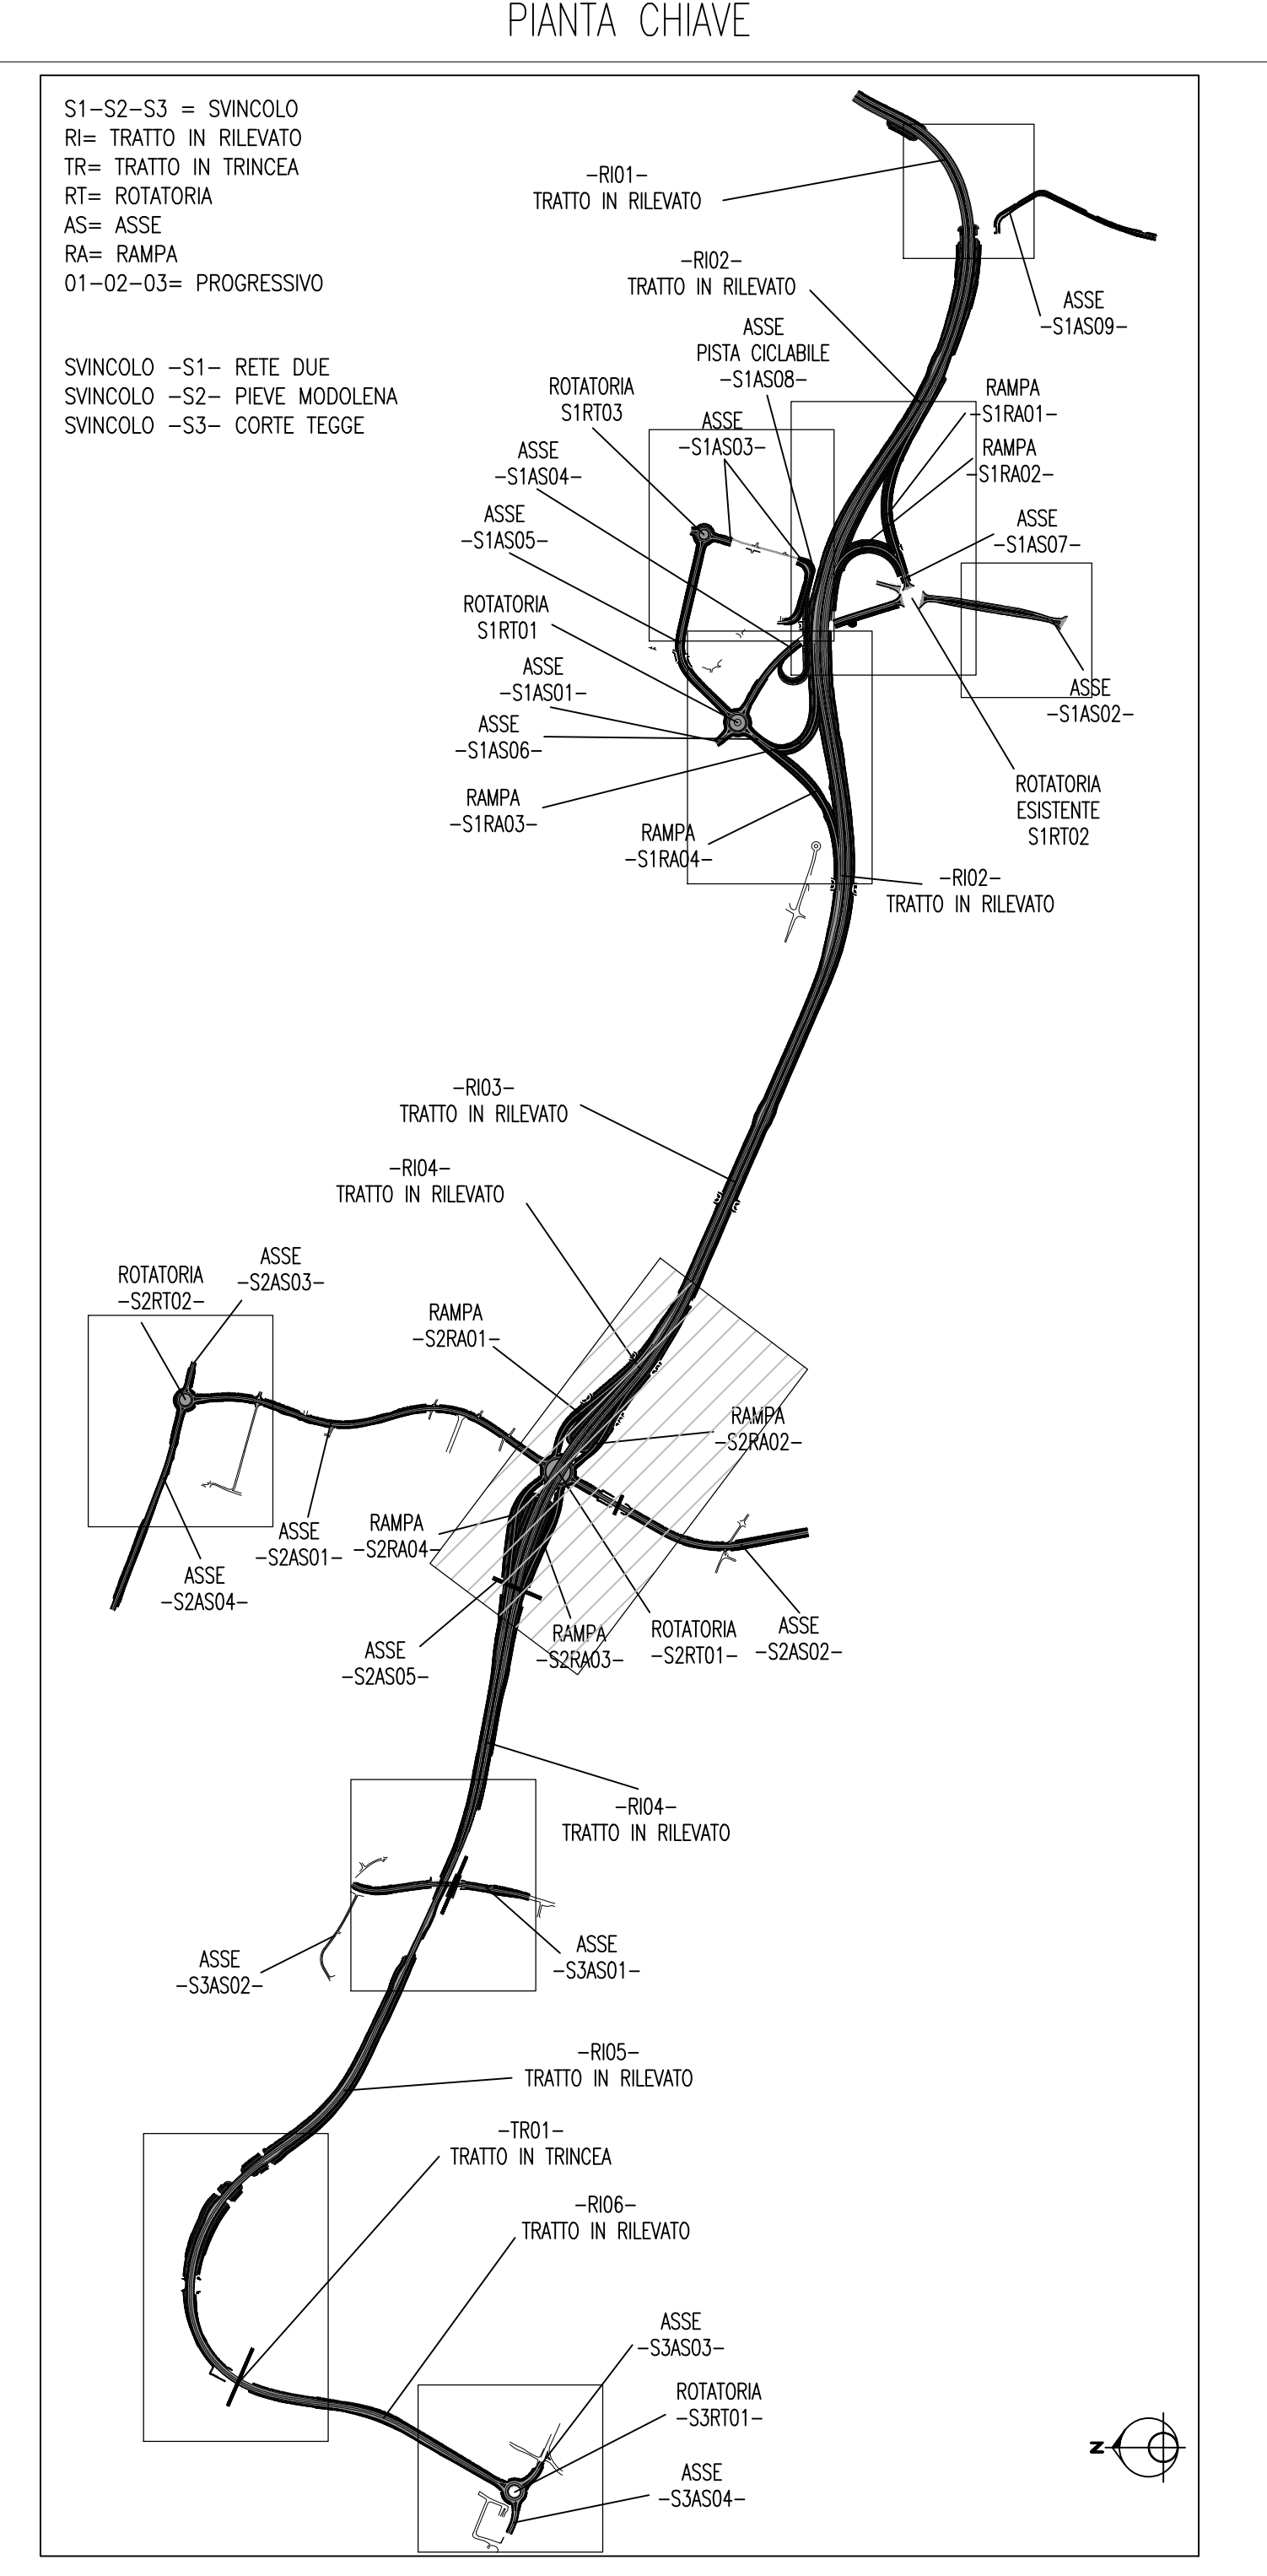 PIANTA CHIAVE
S1-S2-S3 = SVINCOLO
RI= TRATTO IN RILEVATO
TR= TRATTO IN TRINCEA
RT= ROTATORIA
AS= ASSE
RA= RAMPA
01-02-03= PROGRESSIVO
SVINCOLO -S1- RETE DUE
SVINCOLO -S2- PIEVE MODOLENA
SVINCOLO -S3- CORTE TEGGE
-RI01-
TRATTO IN RILEVATO
-RI02-
TRATTO IN RILEVATO
ASSE
-S1AS09-
ASSE
PISTA CICLABILE
-S1AS08-
ROTATORIA
S1RT03
ASSE
-S1AS03-
RAMPA
-S1RA01-
RAMPA
-S1RA02-
ASSE
-S1AS04-
ASSE
-S1AS05-
ASSE
-S1AS07-
ROTATORIA
S1RT01
ASSE
-S1AS01-
ASSE
-S1AS02-
ASSE
-S1AS06-
RAMPA
-S1RA03-
ROTATORIA
ESISTENTE
S1RT02
RAMPA
-S1RA04-
-RI02-
TRATTO IN RILEVATO
-RI03-
TRATTO IN RILEVATO
-RI04-
TRATTO IN RILEVATO
ASSE
-S2AS03-
ROTATORIA
-S2RT02-
RAMPA
-S2RA01-
RAMPA
-S2RA02-
RAMPA
-S2RA04-
ASSE
-S2AS01-
ASSE
-S2AS04-
ASSE
-S2AS05-
RAMPA
-S2RA03-
ROTATORIA
-S2RT01-
ASSE
-S2AS02-
-RI04-
TRATTO IN RILEVATO
ASSE
-S3AS02-
ASSE
-S3AS01-
-RI05-
TRATTO IN RILEVATO
-TR01-
TRATTO IN TRINCEA
-RI06-
TRATTO IN RILEVATO
ASSE
-S3AS03-
ROTATORIA
-S3RT01-
ASSE
-S3AS04-
N